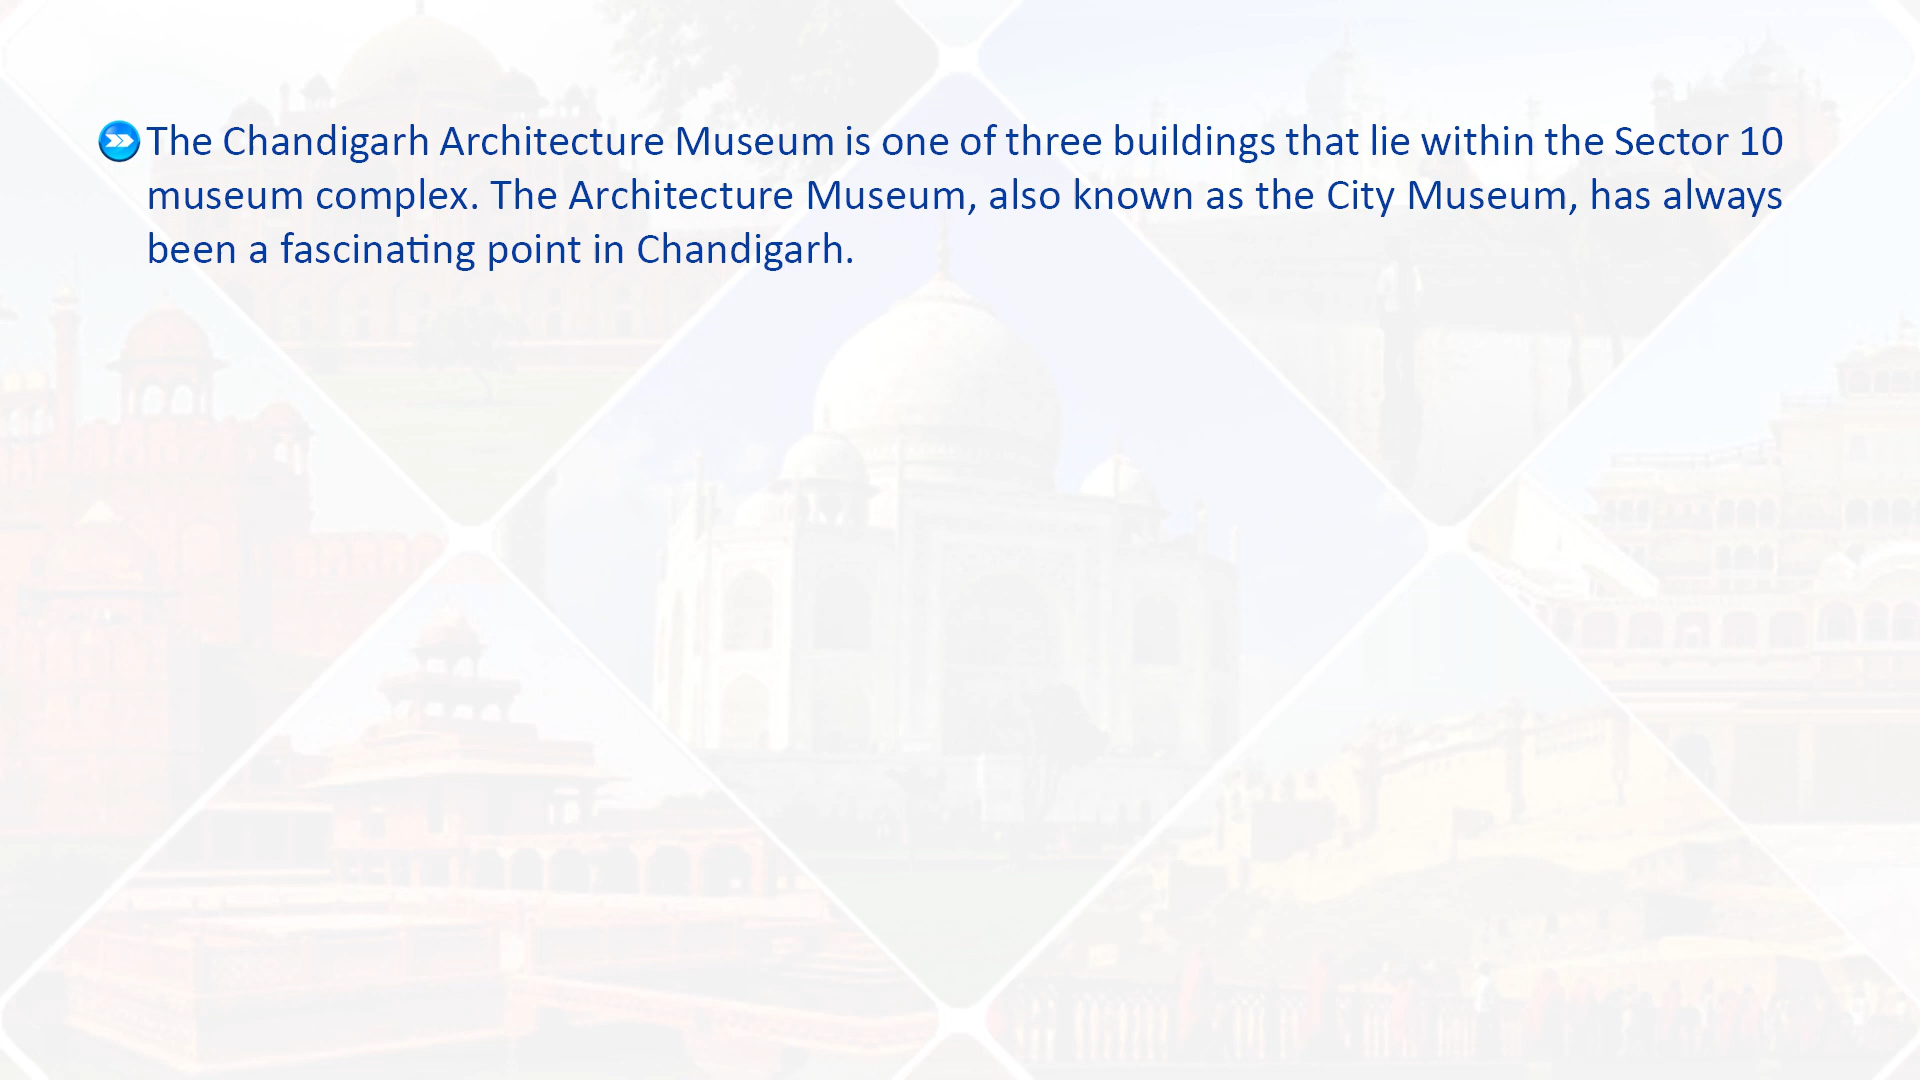 The Chandigarh Architecture Museum is one of three buildings that lie within the Sector 10
museum complex. The Architecture Museum, also known as the City Museum, has always
been a fascinating point in Chandigarh.